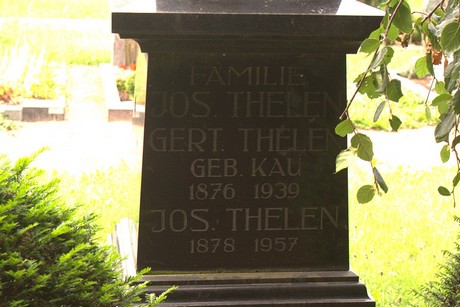 FAMILIE
JOS. THELEN
GERT. THELEN
GEB. KAU
1876 1939
JOS. THELEN
1878 1957